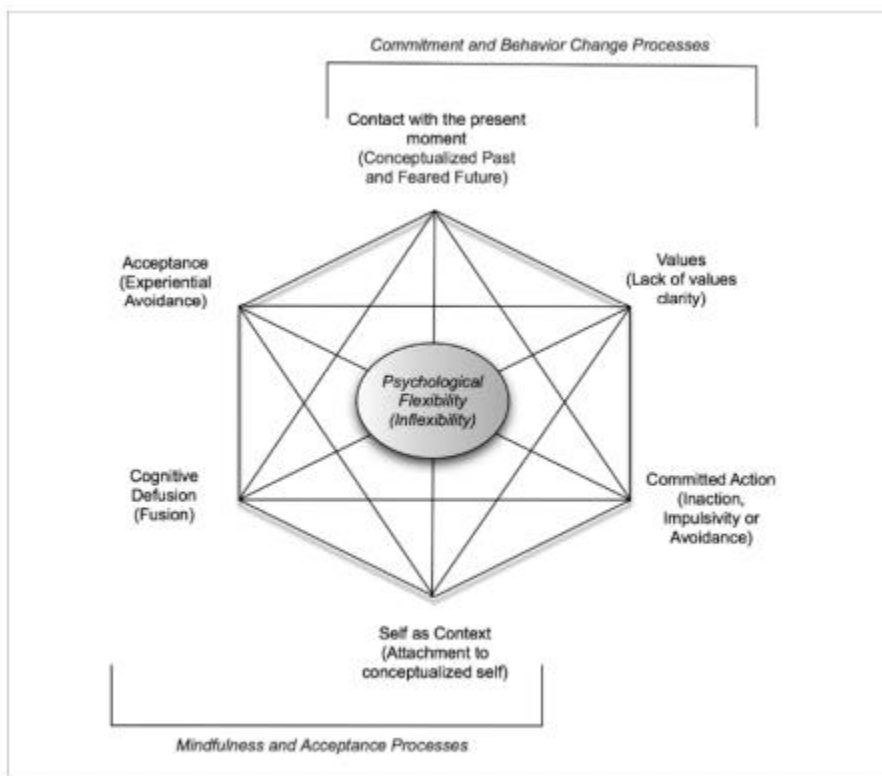 Commitment and Behavior Change Processes
Contact with the present
moment
(Conceptualized Past
and Feared Future)
Acceptance
(Experiential
Avoidance)
Values
(Lack of values
clarity)
Psychological
Flexibility
(Inflexibility)
Cognitive
Defusion
(Fusion)
Committed Action
(Inaction,
Impulsivity or
Avoidance)
Self as Context
(Attachment to
conceptualized self)
Mindfulness and Acceptance Processes